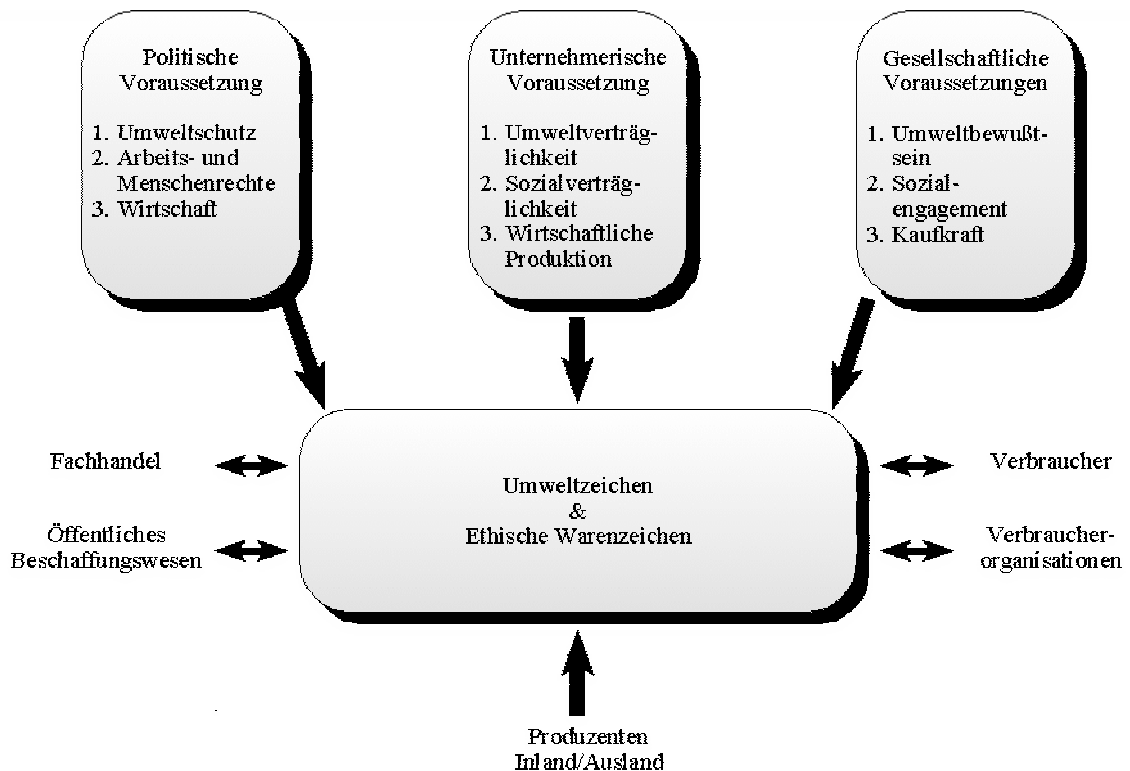 Politische
Voraussetzung
1. Umweltschutz
2. Arbeits- und
Menschenrechte
3. Wirtschaft
Unternehmerische
Voraussetzung
1. Umweltverträg-
lichkeit
2. Sozialverträg-
lichkeit
3. Wirtschaftliche
Produktion
Gesellschaftliche
Voraussetzungen
1. Umweltbewußt-
sein
2. Sozial-
engagement
3. Kaufkraft
Fachhandel
Öffentliches
Beschaffungswesen
Umweltzeichen
&
Ethische Warenzeichen
Verbraucher
Verbraucher-
organisationen
Produzenten
Inland/Ausland